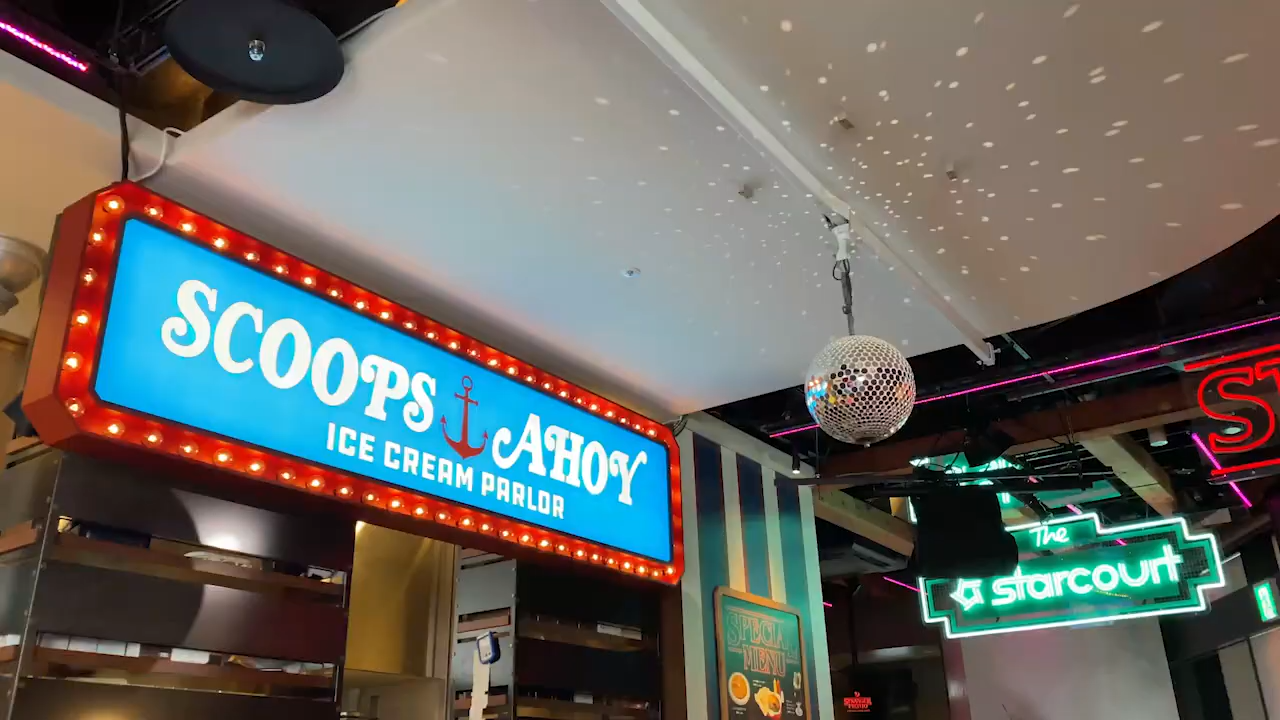 SCOOPS AHOY
ICE CREAM PARLOR
The
starcourt
SPECIAL
MENU